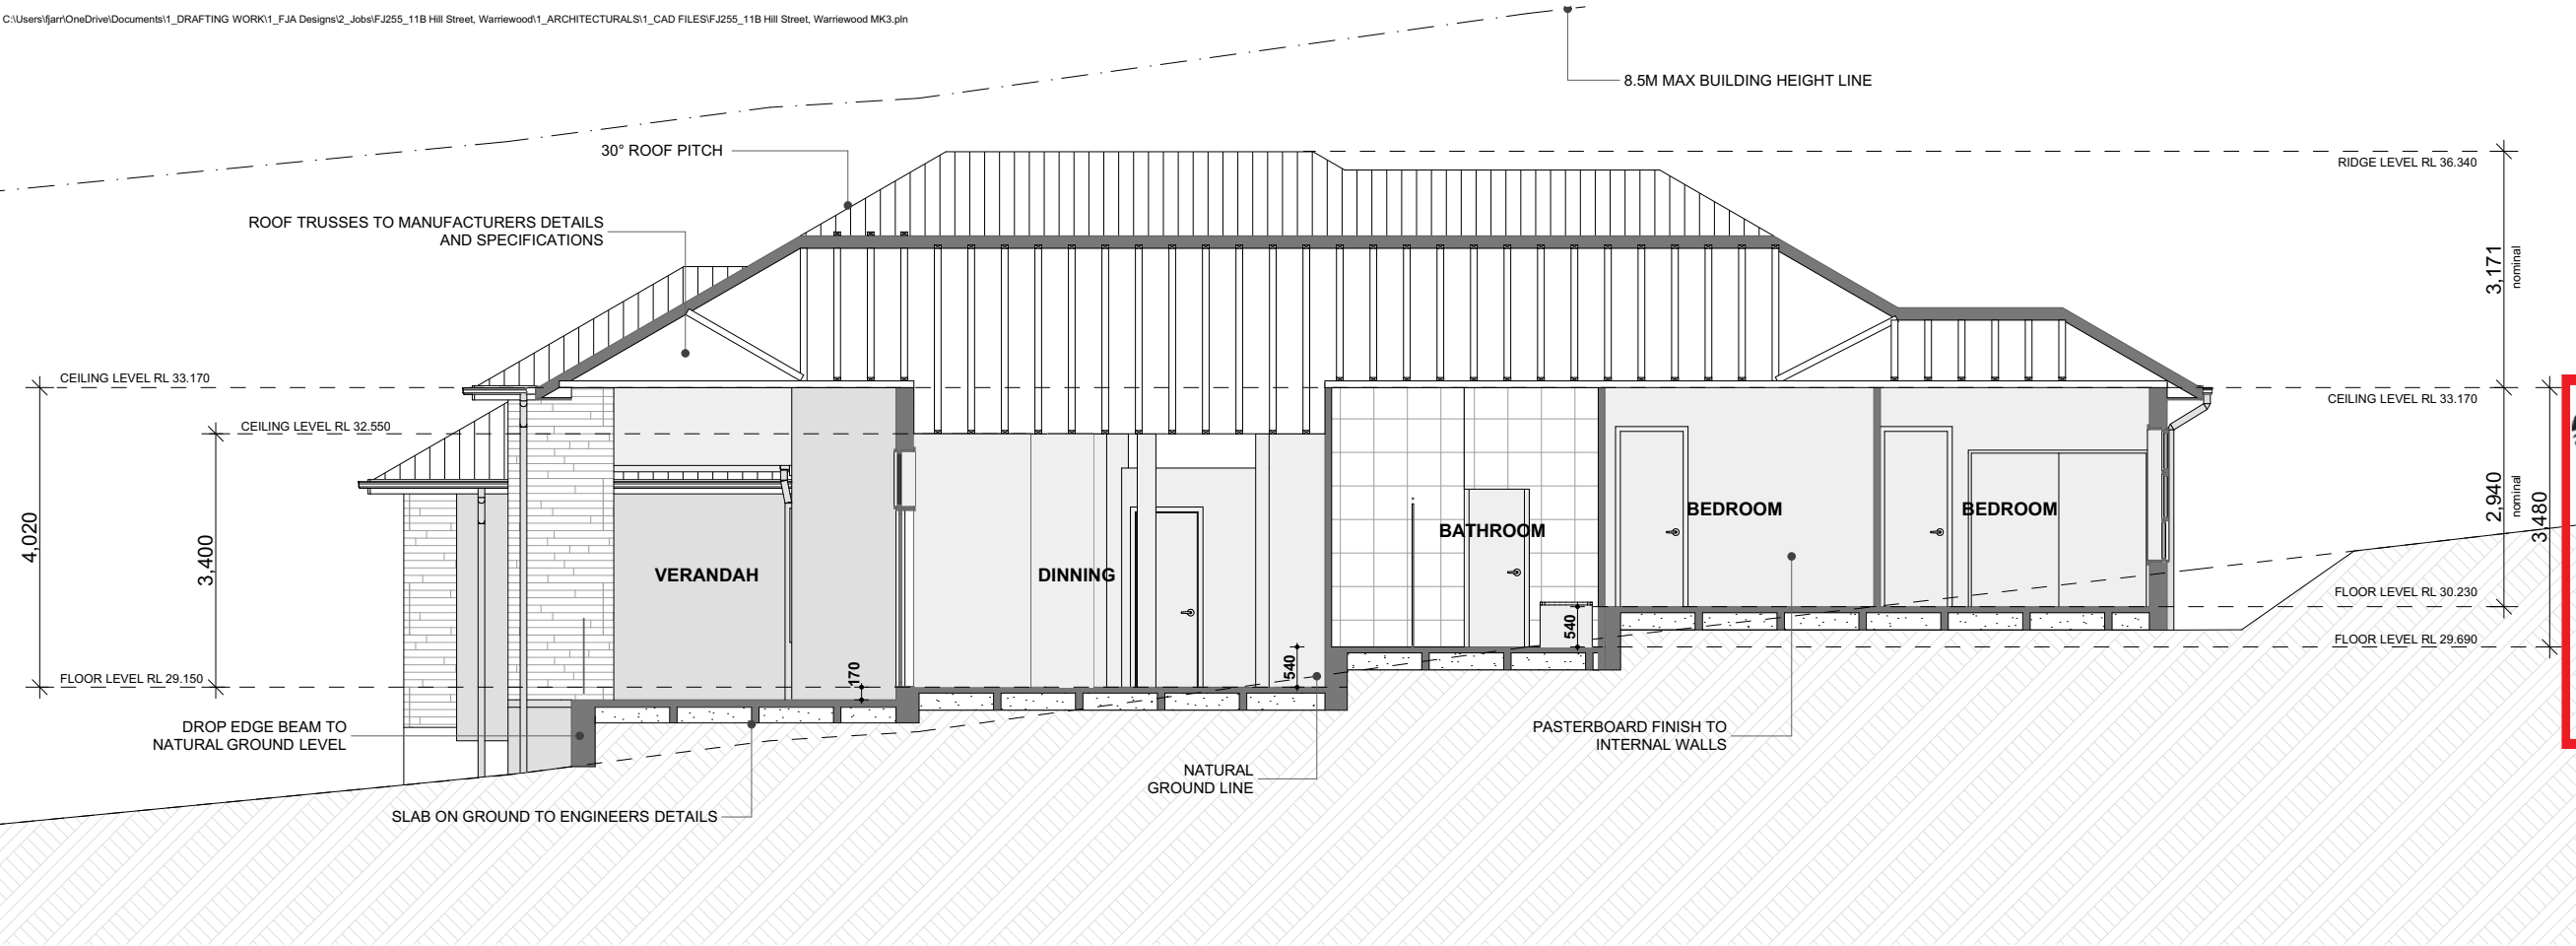 C:\Users\fjarr\OneDrive\Documents\1_DRAFTING WORK\1_FJA Designs\2_Jobs\FJ255_11B Hill Street, Warriewood\1_ARCHITECTURALS\1_CAD FILES\FJ255_11B Hill Street, Warriewood MK3.pln
8.5M MAX BUILDING HEIGHT LINE
30° ROOF PITCH
RIDGE LEVEL RL 36.340
ROOF TRUSSES TO MANUFACTURERS DETAILS
AND SPECIFICATIONS
3,171
nominal
CEILING LEVEL RL 33.170
CEILING LEVEL RL 33.170
CEILING LEVEL RL 32.550
4,020
3,400
VERANDAH
DINNING
BATHROOM
BEDROOM
BEDROOM
2,940
nominal
3,480
FLOOR LEVEL RL 30.230
540
FLOOR LEVEL RL 29.690
540
170
FLOOR LEVEL RL 29.150
DROP EDGE BEAM TO
NATURAL GROUND LEVEL
PASTERBOARD FINISH TO
INTERNAL WALLS
NATURAL
GROUND LINE
SLAB ON GROUND TO ENGINEERS DETAILS